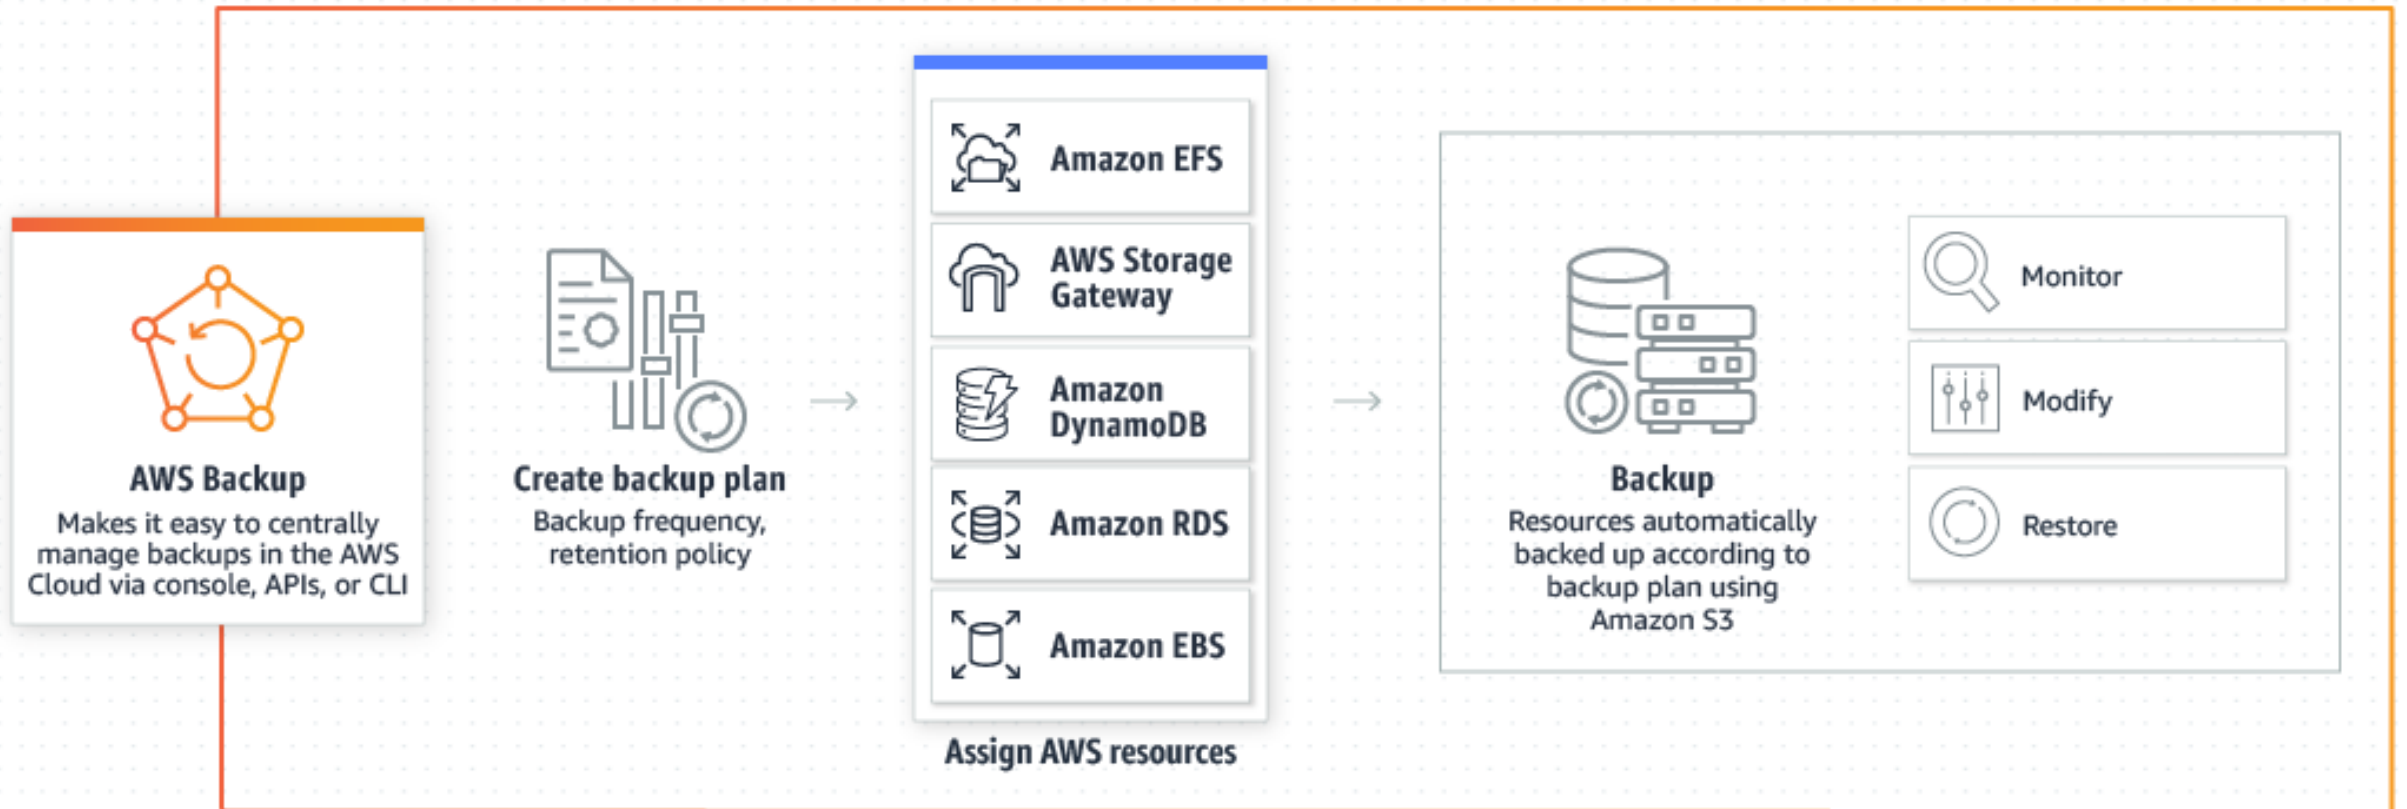 AWS Backup
Makes it easy to centrally
manage backups in the AWS
Cloud via console, APIs, or CLI
Create backup plan
Backup frequency,
retention policy
Amazon EFS
AWS Storage
Gateway
Amazon
DynamoDB
Amazon RDS
Amazon EBS
Assign AWS resources
Backup
Resources automatically
backed up according to
backup plan using
Amazon S3
Monitor
Modify
Restore